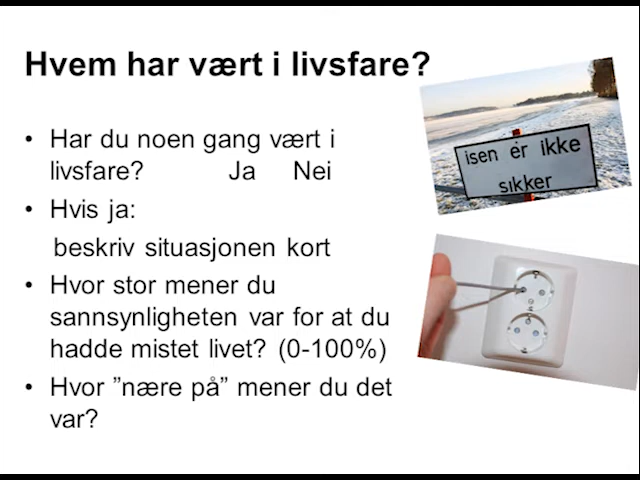 Hvem har vært i livsfare?
• Har du noen gang vært i
livsfare? Ja Nei
• Hvis ja:
beskriv situasjonen kort
• Hvor stor mener du
sannsynligheten var for at du
hadde mistet livet? (0-100%)
• Hvor ”nære på” mener du det
var?
isen er ikke
sikker